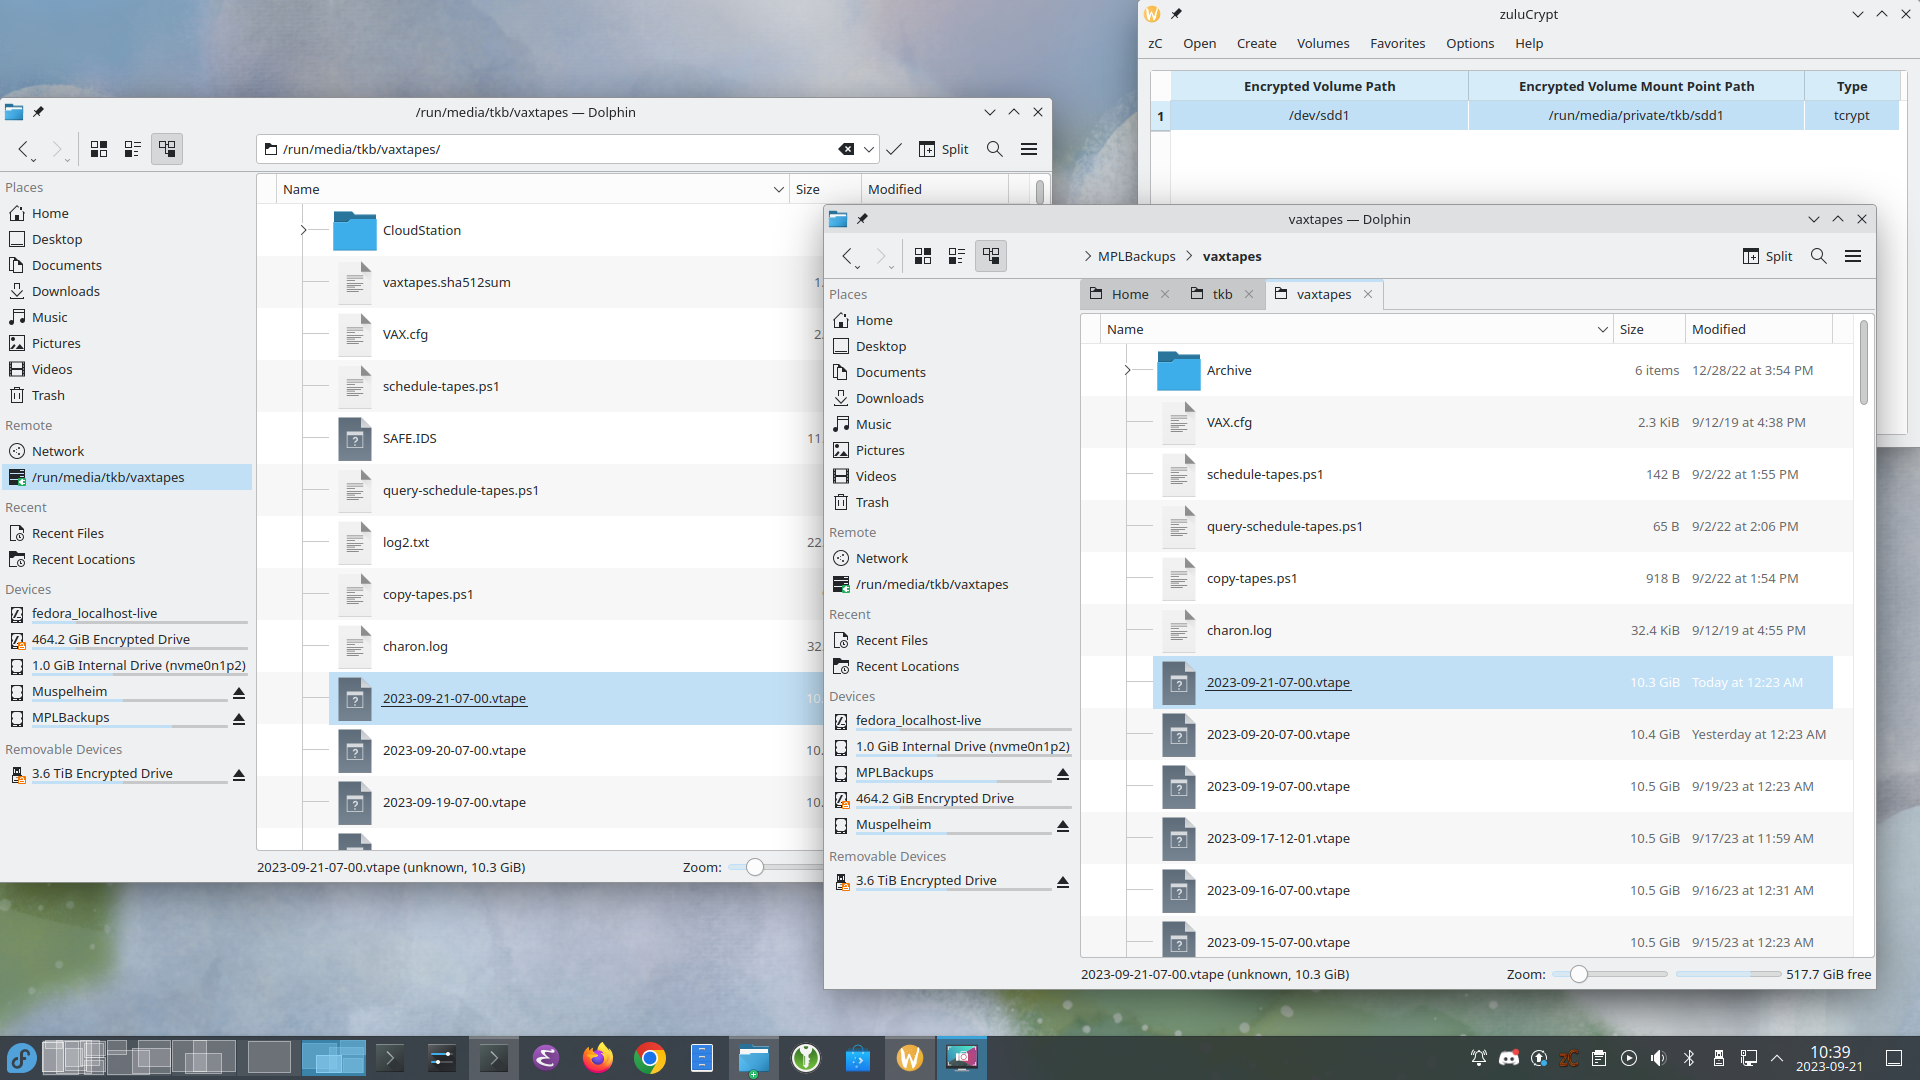 zuluCrypt
zC Open Create Volumes Favorites Options Help
Encrypted Volume Path Encrypted Volume Mount Point Path Type
1 /dev/sdd1 /run/media/private/tkb/sdd1 tcrypt
/run/media/tkb/vaxtapes — Dolphin
/run/media/tkb/vaxtapes/ Split
Places
Home
Desktop
Documents
Downloads
Music
Pictures
Videos
Trash
Remote
Network
/run/media/tkb/vaxtapes
Recent
Recent Files
Recent Locations
Devices
fedora_localhost-live
464.2 GiB Encrypted Drive
1.0 GiB Internal Drive (nvme0n1p2)
Muspelheim
MPLBackups
Removable Devices
3.6 TiB Encrypted Drive
Name Size Modified
CloudStation
vaxtapes.sha512sum 1.
VAX.cfg 2.
schedule-tapes.ps1
SAFE.IDS 11.
query-schedule-tapes.ps1
log2.txt 22.
copy-tapes.ps1
charon.log 32.
2023-09-21-07-00.vtape 10.
2023-09-20-07-00.vtape 10.
2023-09-19-07-00.vtape 10.
2023-09-21-07-00.vtape (unknown, 10.3 GiB) Zoom:
vaxtapes — Dolphin
MPLBackups vaxtapes Split
Home tkb vaxtapes
Places
Home
Desktop
Documents
Downloads
Music
Pictures
Videos
Trash
Remote
Network
/run/media/tkb/vaxtapes
Recent
Recent Files
Recent Locations
Devices
fedora_localhost-live
1.0 GiB Internal Drive (nvme0n1p2)
MPLBackups
464.2 GiB Encrypted Drive
Muspelheim
Removable Devices
3.6 TiB Encrypted Drive
Name Size Modified
Archive 6 items 12/28/22 at 3:54 PM
VAX.cfg 2.3 KiB 9/12/19 at 4:38 PM
schedule-tapes.ps1 142 B 9/2/22 at 1:55 PM
query-schedule-tapes.ps1 65 B 9/2/22 at 2:06 PM
copy-tapes.ps1 918 B 9/2/22 at 1:54 PM
charon.log 32.4 KiB 9/12/19 at 4:55 PM
2023-09-21-07-00.vtape 10.3 GiB Today at 12:23 AM
2023-09-20-07-00.vtape 10.4 GiB Yesterday at 12:23 AM
2023-09-19-07-00.vtape 10.5 GiB 9/19/23 at 12:23 AM
2023-09-17-12-01.vtape 10.5 GiB 9/17/23 at 11:59 AM
2023-09-16-07-00.vtape 10.5 GiB 9/16/23 at 12:31 AM
2023-09-15-07-00.vtape 10.5 GiB 9/15/23 at 12:23 AM
2023-09-21-07-00.vtape (unknown, 10.3 GiB) Zoom: 517.7 GiB free
zC
10:39
2023-09-21